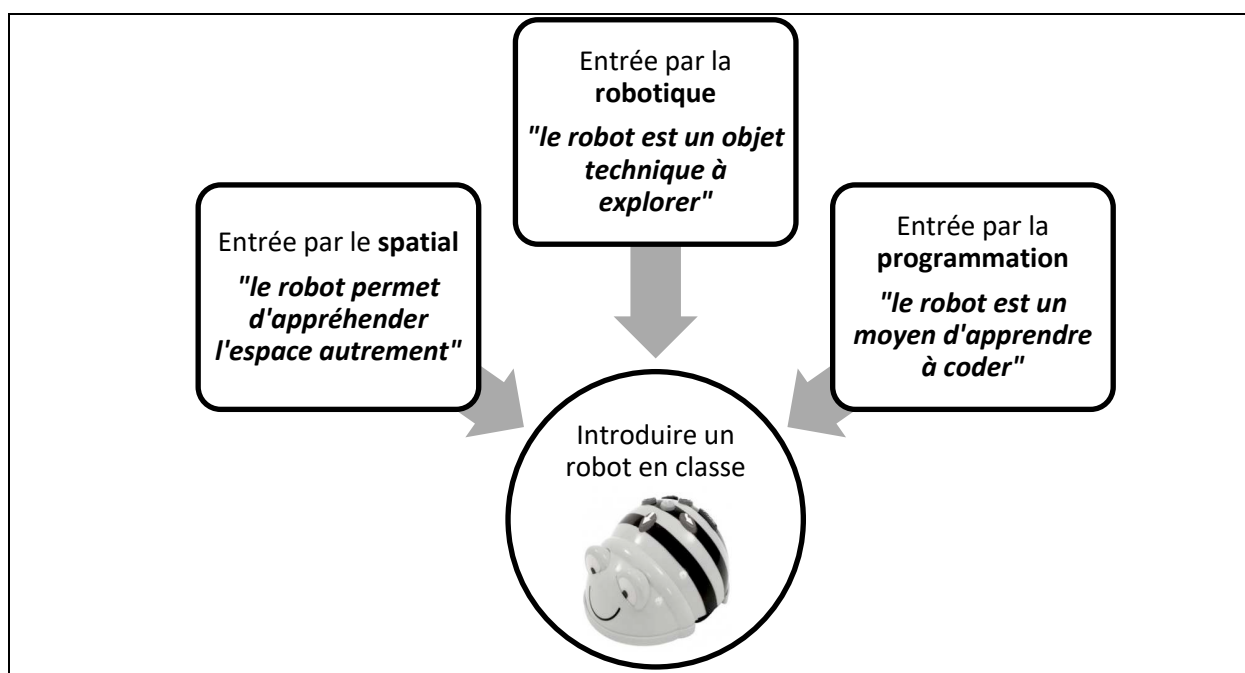 Entrée par la
robotique
"le robot est un objet
technique à
explorer"
Entrée par le spatial
"le robot permet
d'appréhender
l'espace autrement"
Entrée par la
programmation
"le robot est un
moyen d'apprendre
à coder"
Introduire un
robot en classe